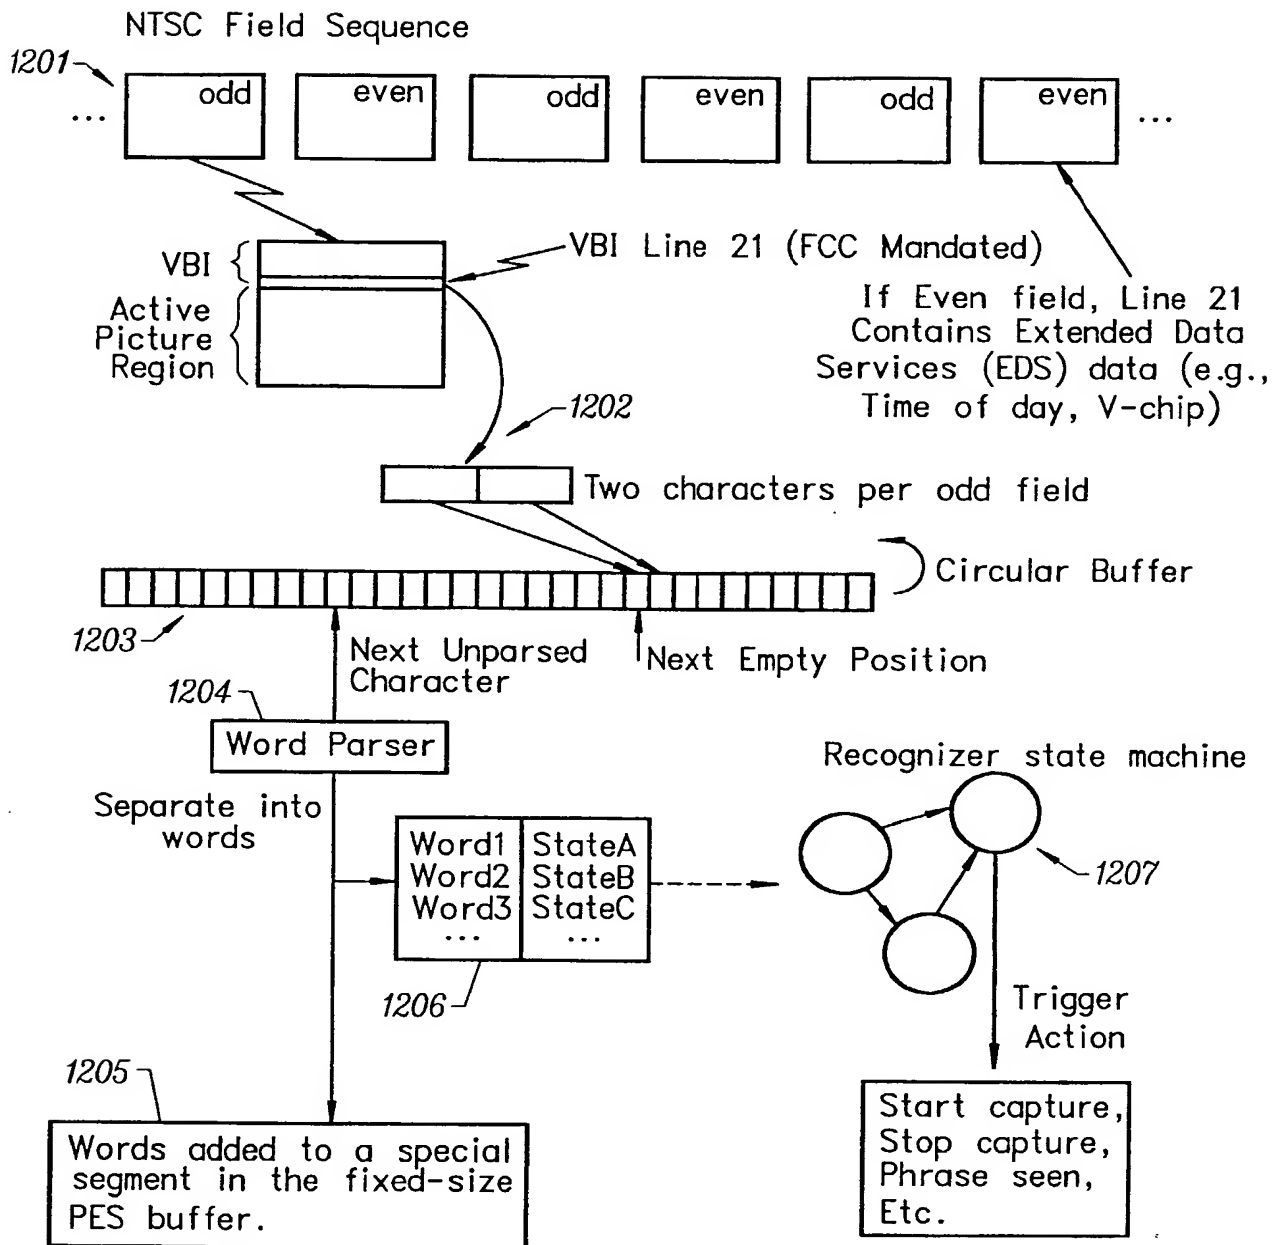 NTSC Field Sequence
1201
... odd even odd even odd even ...
VBI
VBI Line 21 (FCC Mandated)
Active
Picture
Region
If Even field, Line 21
Contains Extended Data
Services (EDS) data (e.g.,
Time of day, V-chip)
1202
Two characters per odd field
Circular Buffer
1203
Next Unparsed
Character
Next Empty Position
1204
Word Parser
Separate into
words
Word1 StateA
Word2 StateB
Word3 StateC
... ...
1206
Recognizer state machine
1207
Trigger
Action
1205
Words added to a special
segment in the fixed-size
PES buffer.
Start capture,
Stop capture,
Phrase seen,
Etc.